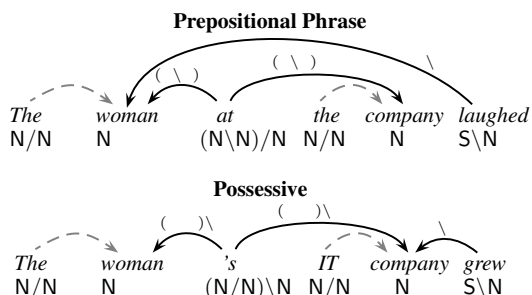 Prepositional Phrase
\
( \ ) ( \ )
The woman at the company laughed
N/N N (N\N)/N N/N N S\N
Possessive
( )\ ( )\ \
The woman 's IT company grew
N/N N (N/N)\N N/N N S\N